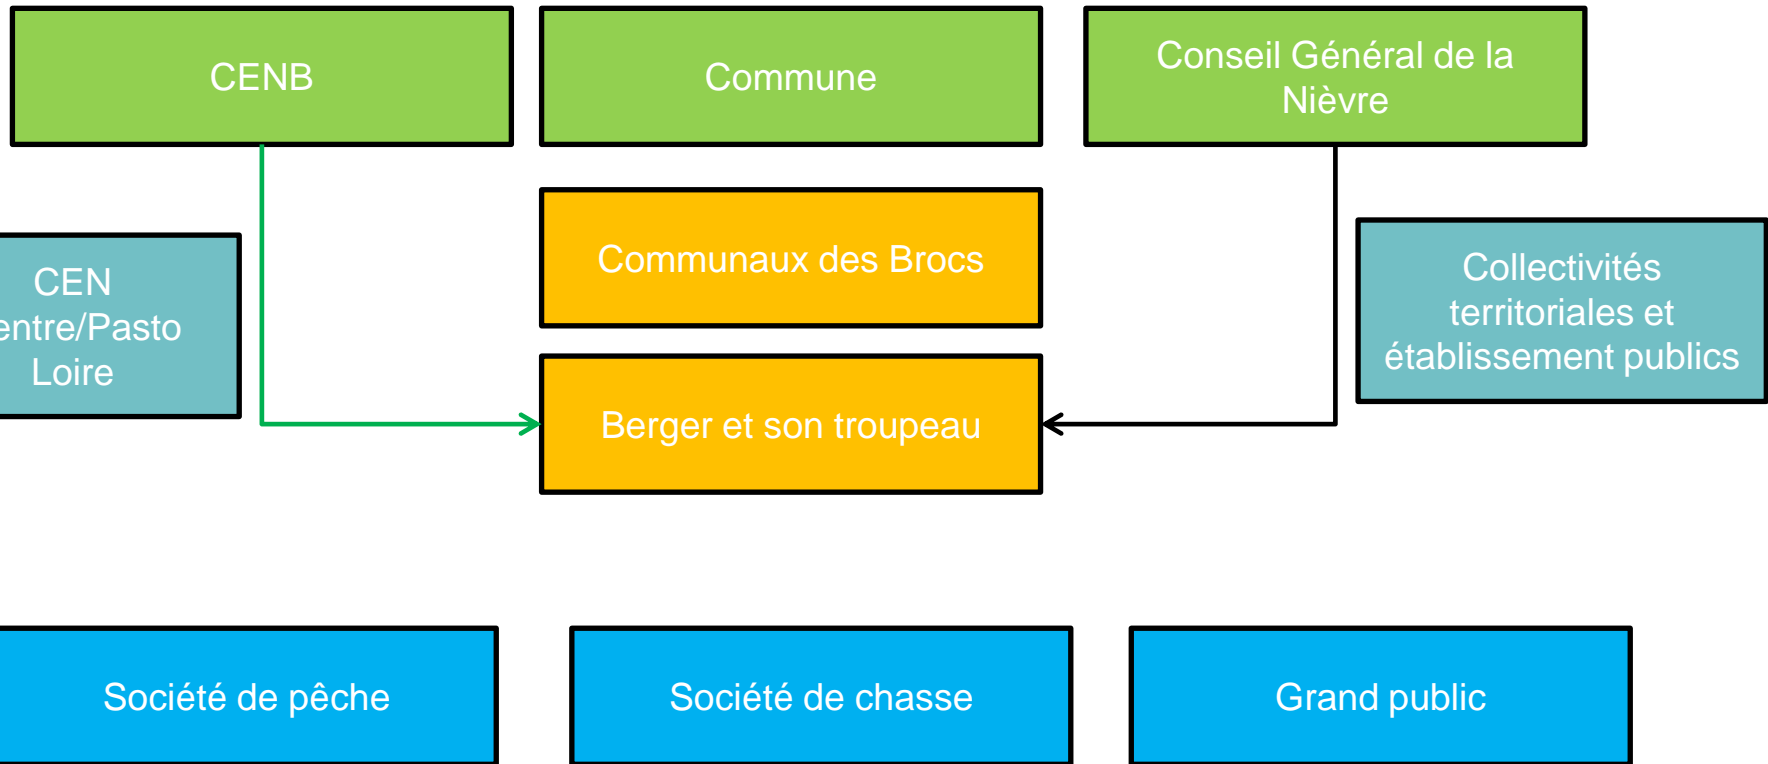 CENB
Commune
Conseil Général de la
Nièvre
Communaux des Brocs
CEN
entre/Pasto
Loire
Collectivités
territoriales et
établissement publics
Berger et son troupeau
Société de pêche
Société de chasse
Grand public